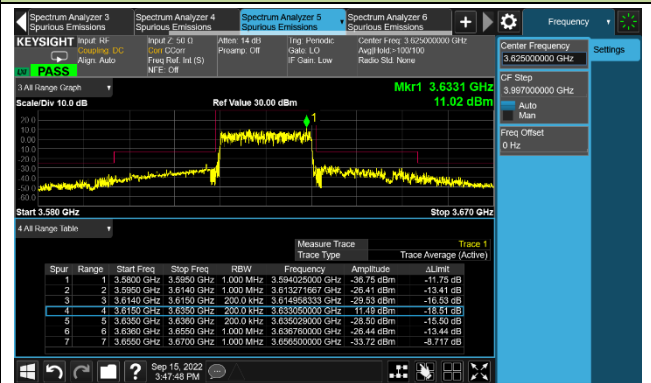 Spectrum Analyzer 3
Spurious Emissions
Spectrum Analyzer 4
Spurious Emissions
Spectrum Analyzer 5
Spurious Emissions
Spectrum Analyzer 6
Spurious Emissions
+
Frequency
KEYSIGHT
Input: RF
Coupling: DC
Align: Auto
Input Z: 50 Ω
Corr CCorr
Freq Ref: Int (S)
NFE: Off
Atten: 14 dB
Preamp: Off
Trig: Periodic
Gate: LO
IF Gain: Low
Center Freq: 3.625000000 GHz
Avg|Hold:>100/100
Radio Std: None
PASS
Center Frequency
3.625000000 GHz
Settings
CF Step
3.997000000 GHz
Auto
Man
Freq Offset
0 Hz
3 All Range Graph
Mkr1 3.6331 GHz
Scale/Div 10.0 dB
Ref Value 30.00 dBm
11.02 dBm
20.0
10.0
0.00
-10.0
-20.0
-30.0
-40.0
-50.0
-60.0
1
Start 3.580 GHz
Stop 3.670 GHz
4 All Range Table
Measure Trace
Trace 1
Trace Type
Trace Average (Active)
Spur Range Start Freq Stop Freq RBW Frequency Amplitude ΔLimit
1 1 3.5800 GHz 3.5950 GHz 1.000 MHz 3.594025000 GHz -36.75 dBm -11.75 dB
2 2 3.5950 GHz 3.6140 GHz 1.000 MHz 3.613271667 GHz -26.41 dBm -13.41 dB
3 3 3.6140 GHz 3.6150 GHz 200.0 kHz 3.614958333 GHz -29.53 dBm -16.53 dB
4 4 3.6150 GHz 3.6350 GHz 200.0 kHz 3.633050000 GHz 11.49 dBm -18.51 dB
5 5 3.6350 GHz 3.6360 GHz 200.0 kHz 3.635029000 GHz -28.50 dBm -15.50 dB
6 6 3.6360 GHz 3.6550 GHz 1.000 MHz 3.636760000 GHz -26.44 dBm -13.44 dB
7 7 3.6550 GHz 3.6700 GHz 1.000 MHz 3.656500000 GHz -33.72 dBm -8.717 dB
?
Sep 15, 2022
3:47:48 PM